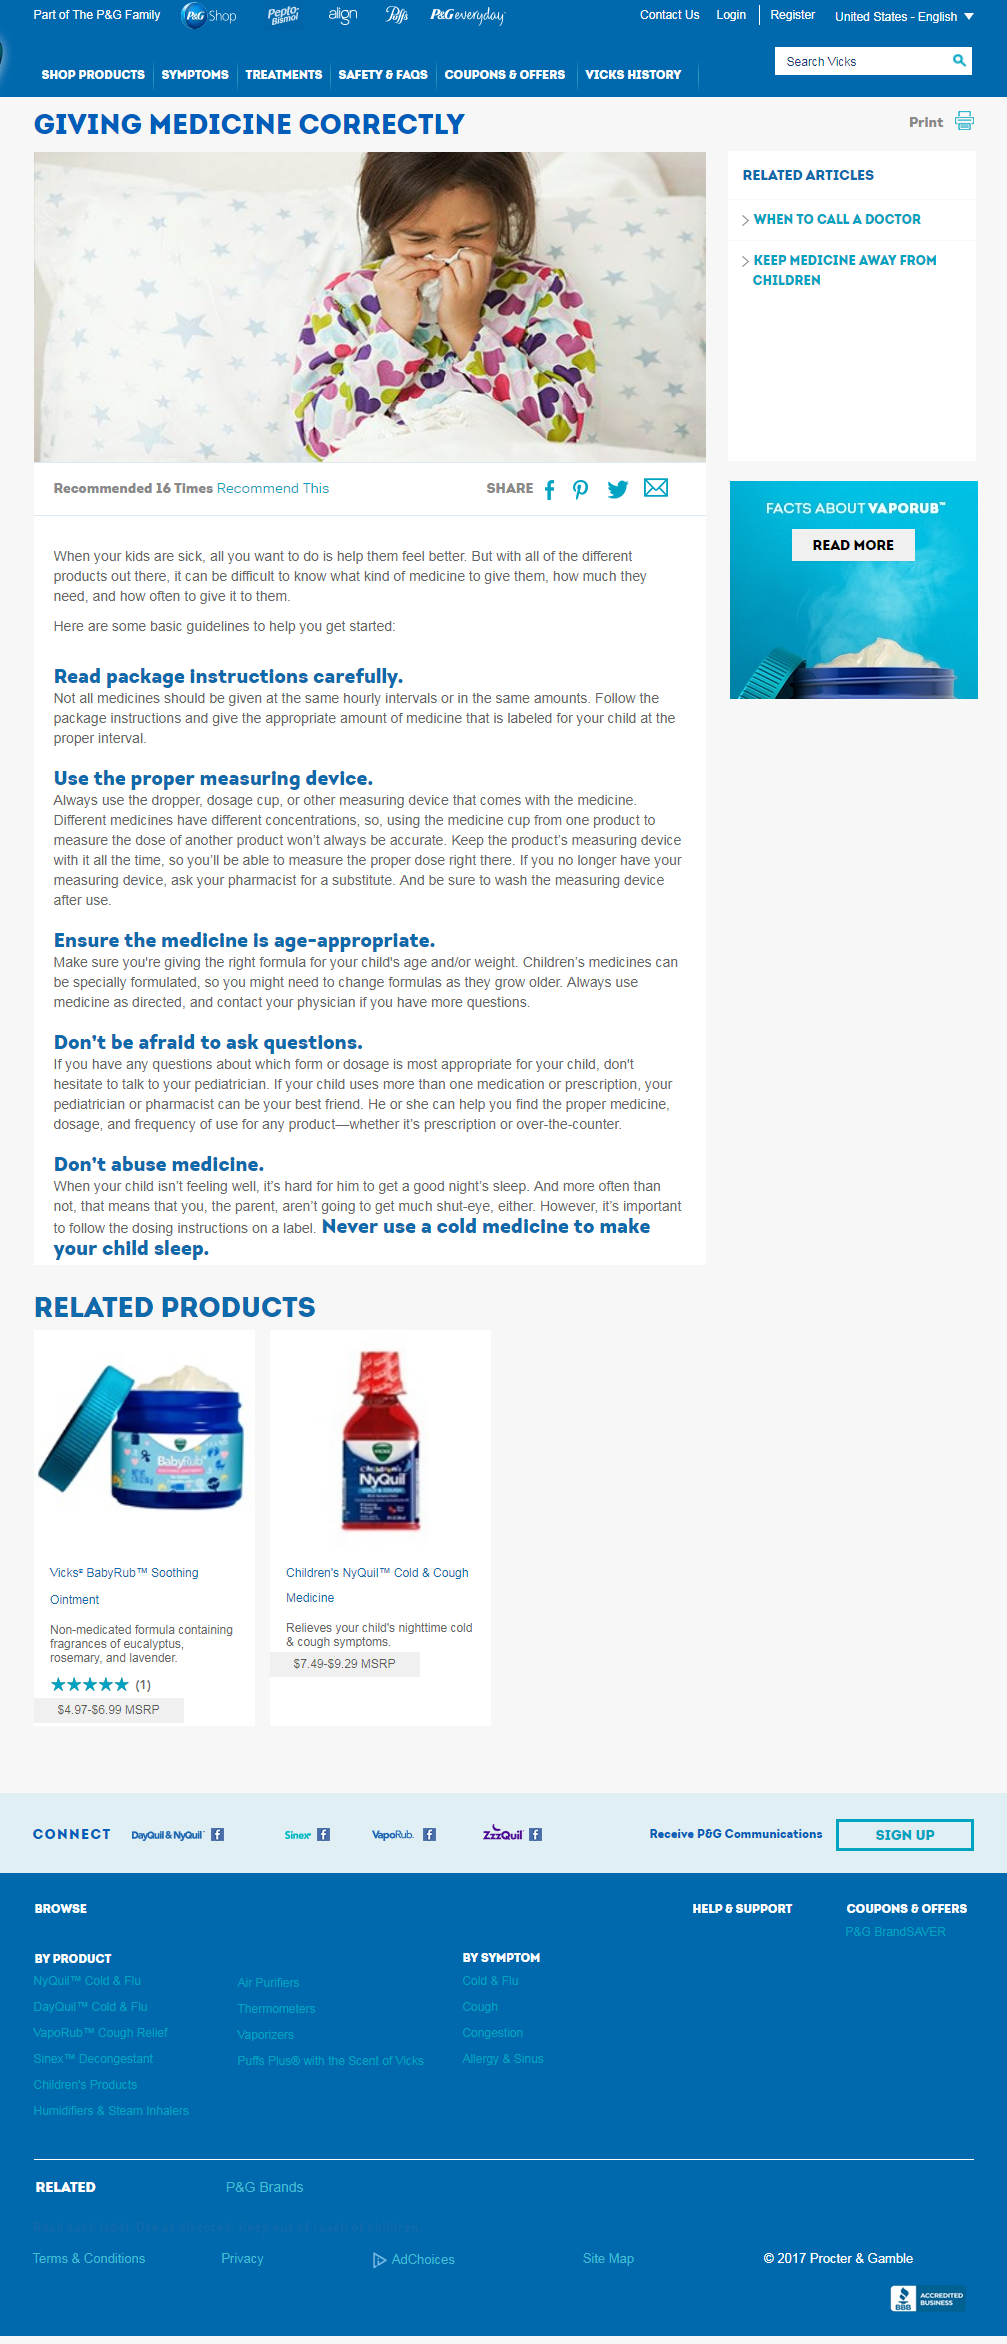 Part of The P&G Family
P&G Shop
Pepto Bismol
align
Puffs
P&G everyday
Contact Us
Login
Register
United States - English
SHOP PRODUCTS
SYMPTOMS
TREATMENTS
SAFETY & FAQS
COUPONS & OFFERS
VICKS HISTORY
Search Vicks
GIVING MEDICINE CORRECTLY
Print
RELATED ARTICLES
WHEN TO CALL A DOCTOR
KEEP MEDICINE AWAY FROM
CHILDREN
Recommended 16 Times Recommend This
SHARE
FACTS ABOUT VAPORUB™
READ MORE
When your kids are sick, all you want to do is help them feel better. But with all of the different
products out there, it can be difficult to know what kind of medicine to give them, how much they
need, and how often to give it to them.
Here are some basic guidelines to help you get started:
Read package instructions carefully.
Not all medicines should be given at the same hourly intervals or in the same amounts. Follow the
package instructions and give the appropriate amount of medicine that is labeled for your child at the
proper interval.
Use the proper measuring device.
Always use the dropper, dosage cup, or other measuring device that comes with the medicine.
Different medicines have different concentrations, so, using the medicine cup from one product to
measure the dose of another product won’t always be accurate. Keep the product’s measuring device
with it all the time, so you’ll be able to measure the proper dose right there. If you no longer have your
measuring device, ask your pharmacist for a substitute. And be sure to wash the measuring device
after use.
Ensure the medicine is age-appropriate.
Make sure you're giving the right formula for your child's age and/or weight. Children’s medicines can
be specially formulated, so you might need to change formulas as they grow older. Always use
medicine as directed, and contact your physician if you have more questions.
Don’t be afraid to ask questions.
If you have any questions about which form or dosage is most appropriate for your child, don't
hesitate to talk to your pediatrician. If your child uses more than one medication or prescription, your
pediatrician or pharmacist can be your best friend. He or she can help you find the proper medicine,
dosage, and frequency of use for any product—whether it’s prescription or over-the-counter.
Don’t abuse medicine.
When your child isn’t feeling well, it’s hard for him to get a good night’s sleep. And more often than
not, that means that you, the parent, aren’t going to get much shut-eye, either. However, it’s important
to follow the dosing instructions on a label. Never use a cold medicine to make
your child sleep.
RELATED PRODUCTS
VICKS
BabyRub
SOOTHING OINTMENT
VICKS
Children's
NyQuil
COLD & COUGH
Vicks® BabyRub™ Soothing
Ointment
Non-medicated formula containing
fragrances of eucalyptus,
rosemary, and lavender.
(1)
$4.97-$6.99 MSRP
Children's NyQuil™ Cold & Cough
Medicine
Relieves your child's nighttime cold
& cough symptoms.
$7.49-$9.29 MSRP
CONNECT
DayQuil & NyQuil
Sinex
VapoRub
ZzzQuil
Receive P&G Communications
SIGN UP
BROWSE
HELP & SUPPORT
COUPONS & OFFERS
P&G BrandSAVER
BY PRODUCT
NyQuil™ Cold & Flu
DayQuil™ Cold & Flu
VapoRub™ Cough Relief
Sinex™ Decongestant
Children's Products
Humidifiers & Steam Inhalers
Air Purifiers
Thermometers
Vaporizers
Puffs Plus® with the Scent of Vicks
BY SYMPTOM
Cold & Flu
Cough
Congestion
Allergy & Sinus
RELATED
P&G Brands
Terms & Conditions
Privacy
AdChoices
Site Map
© 2017 Procter & Gamble
BBB
ACCREDITED
BUSINESS